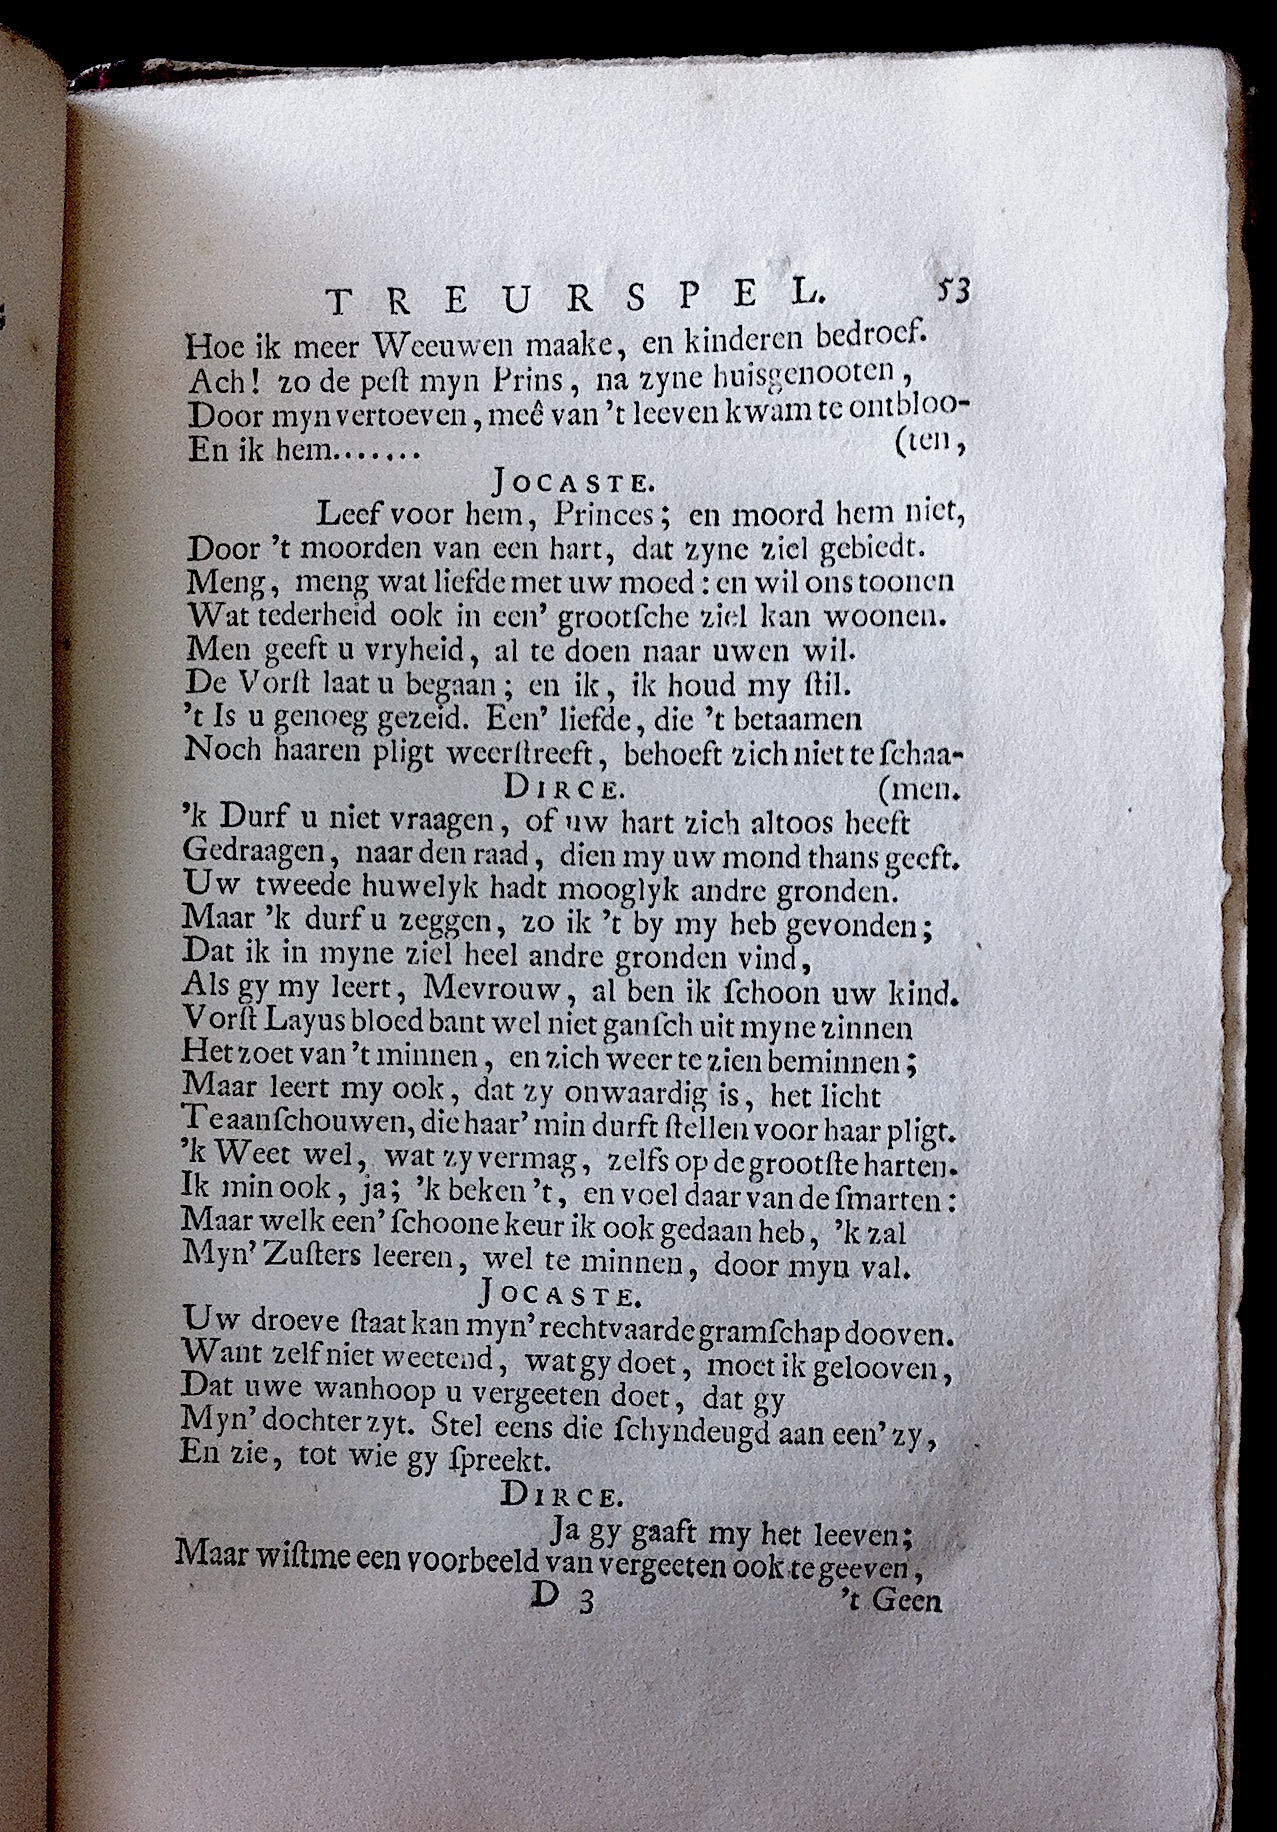 TREURSPEL. 53
Hoe ik meer Weeuwen maake, en kinderen bedroef.
Ach! zo de peſt myn Prins, na zyne huisgenooten,
Door myn vertoeven, meê van 't leeven kwam te ontbloo-
En ik hem....... (ten,
JOCASTE.
Leef voor hem, Princes; en moord hem niet,
Door 't moorden van een hart, dat zyne ziel gebiedt.
Meng, meng wat liefde met uw moed: en wil ons toonen
Wat tederheid ook in een' grootſche ziel kan woonen.
Men geeft u vryheid, al te doen naar uwen wil.
De Vorſt laat u begaan; en ik, ik houd my ſtil.
't Is u genoeg gezeid. Een' liefde, die 't betaamen
Noch haaren pligt weerſtreeft, behoeft zich niet te ſchaa-
DIRCE. (men.
'k Durf u niet vraagen, of uw hart zich altoos heeft
Gedraagen, naar den raad, dien my uw mond thans geeft.
Uw tweede huwelyk hadt mooglyk andre gronden.
Maar 'k durf u zeggen, zo ik 't by my heb gevonden;
Dat ik in myne ziel heel andre gronden vind,
Als gy my leert, Mevrouw, al ben ik ſchoon uw kind.
Vorſt Layus bloed bant wel niet ganſch uit myne zinnen
Het zoet van 't minnen, en zich weer te zien beminnen;
Maar leert my ook, dat zy onwaardig is, het licht
Te aanſchouwen, die haar' min durft ſtellen voor haar pligt.
'k Weet wel, wat zy vermag, zelfs op de grootſte harten.
Ik min ook, ja; 'k beken 't, en voel daar van de ſmarten:
Maar welk een' ſchoone keur ik ook gedaan heb, 'k zal
Myn' Zuſters leeren, wel te minnen, door myn val.
JOCASTE.
Uw droeve ſtaat kan myn' rechtvaarde gramſchap dooven.
Want zelf niet weetend, wat gy doet, moet ik gelooven,
Dat uwe wanhoop u vergeeten doet, dat gy
Myn' dochter zyt. Stel eens die ſchyndeugd aan een' zy,
En zie, tot wie gy ſpreekt.
DIRCE.
Ja gy gaaft my het leeven;
Maar wiſt me een voorbeeld van vergeeten ook te geeven,
D 3 't Geen